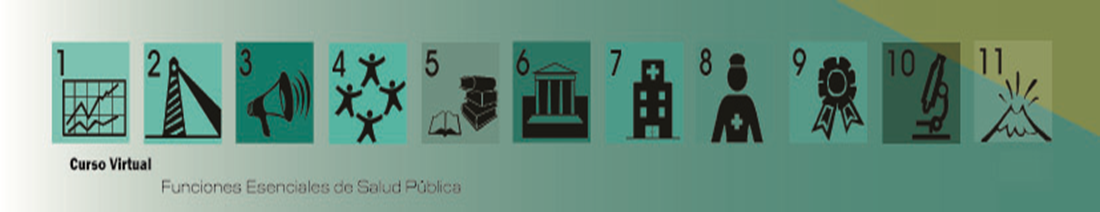 1 2 3 4 5 6 7 8 9 10 11
Curso Virtual
Funciones Esenciales de Salud Pública